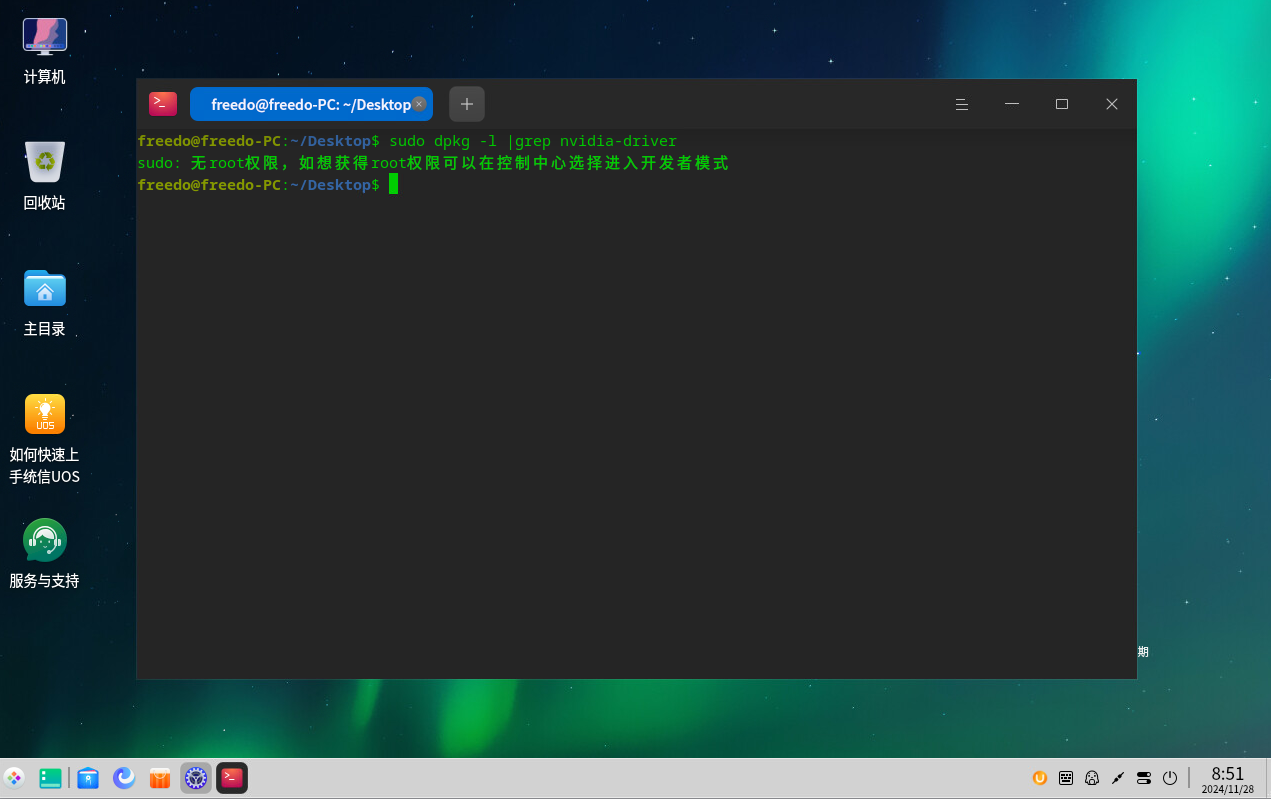 计算机
回收站
主目录
UOS
如何快速上
手统信UOS
服务与支持
freedo@freedo-PC: ~/Desktop
freedo@freedo-PC:~/Desktop$ sudo dpkg -l |grep nvidia-driver
sudo: 无root权限，如想获得root权限可以在控制中心选择进入开发者模式
freedo@freedo-PC:~/Desktop$
期
8:51
2024/11/28